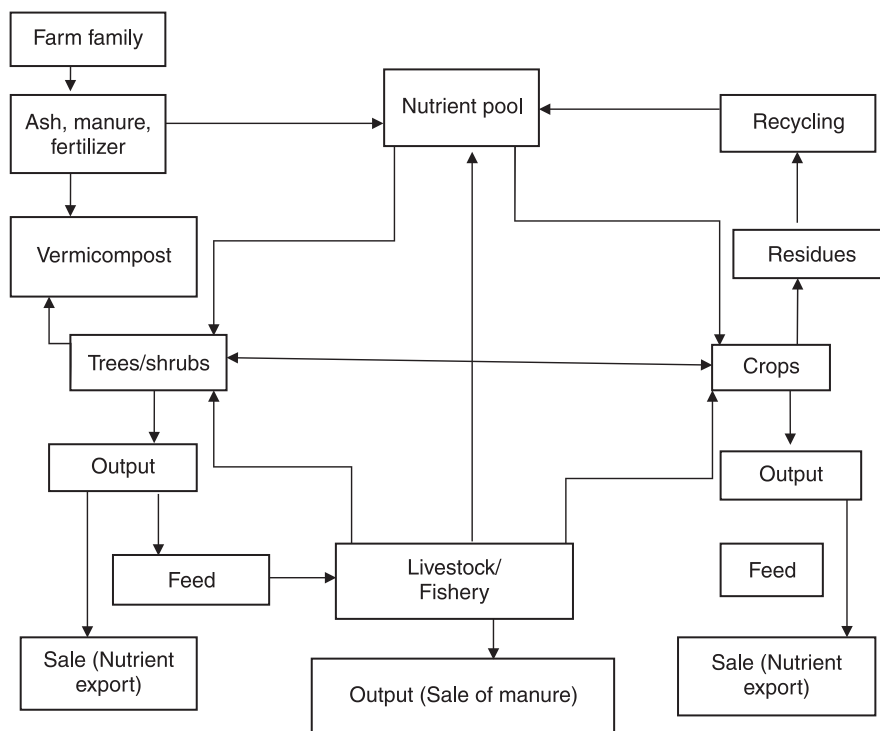 Farm family
Nutrient pool
Ash, manure,
fertilizer
Recycling
Vermicompost
Residues
Trees/shrubs
Crops
Output
Output
Feed
Livestock/
Fishery
Feed
Sale (Nutrient
export)
Output (Sale of manure)
Sale (Nutrient
export)